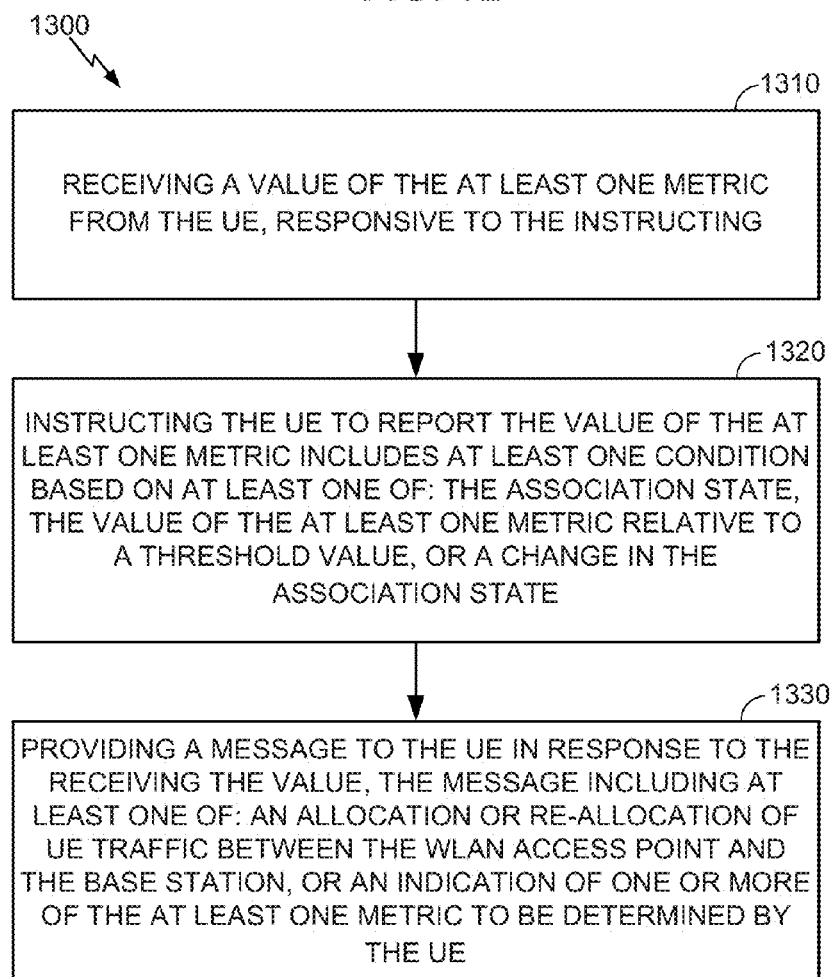 1300
1310
RECEIVING A VALUE OF THE AT LEAST ONE METRIC
FROM THE UE, RESPONSIVE TO THE INSTRUCTING
1320
INSTRUCTING THE UE TO REPORT THE VALUE OF THE AT
LEAST ONE METRIC INCLUDES AT LEAST ONE CONDITION
BASED ON AT LEAST ONE OF: THE ASSOCIATION STATE,
THE VALUE OF THE AT LEAST ONE METRIC RELATIVE TO
A THRESHOLD VALUE, OR A CHANGE IN THE
ASSOCIATION STATE
1330
PROVIDING A MESSAGE TO THE UE IN RESPONSE TO THE
RECEIVING THE VALUE, THE MESSAGE INCLUDING AT
LEAST ONE OF: AN ALLOCATION OR RE-ALLOCATION OF
UE TRAFFIC BETWEEN THE WLAN ACCESS POINT AND
THE BASE STATION, OR AN INDICATION OF ONE OR MORE
OF THE AT LEAST ONE METRIC TO BE DETERMINED BY
THE UE